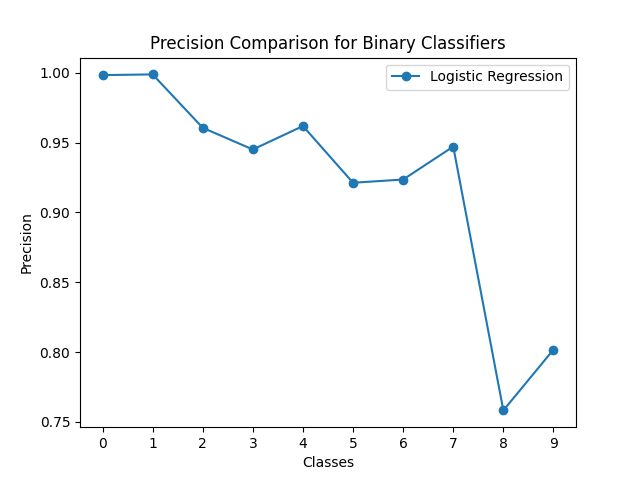 Precision Comparison for Binary Classifiers
Logistic Regression
1.00
0.95
0.90
0.85
0.80
0.75
Precision
0 1 2 3 4 5 6 7 8 9
Classes